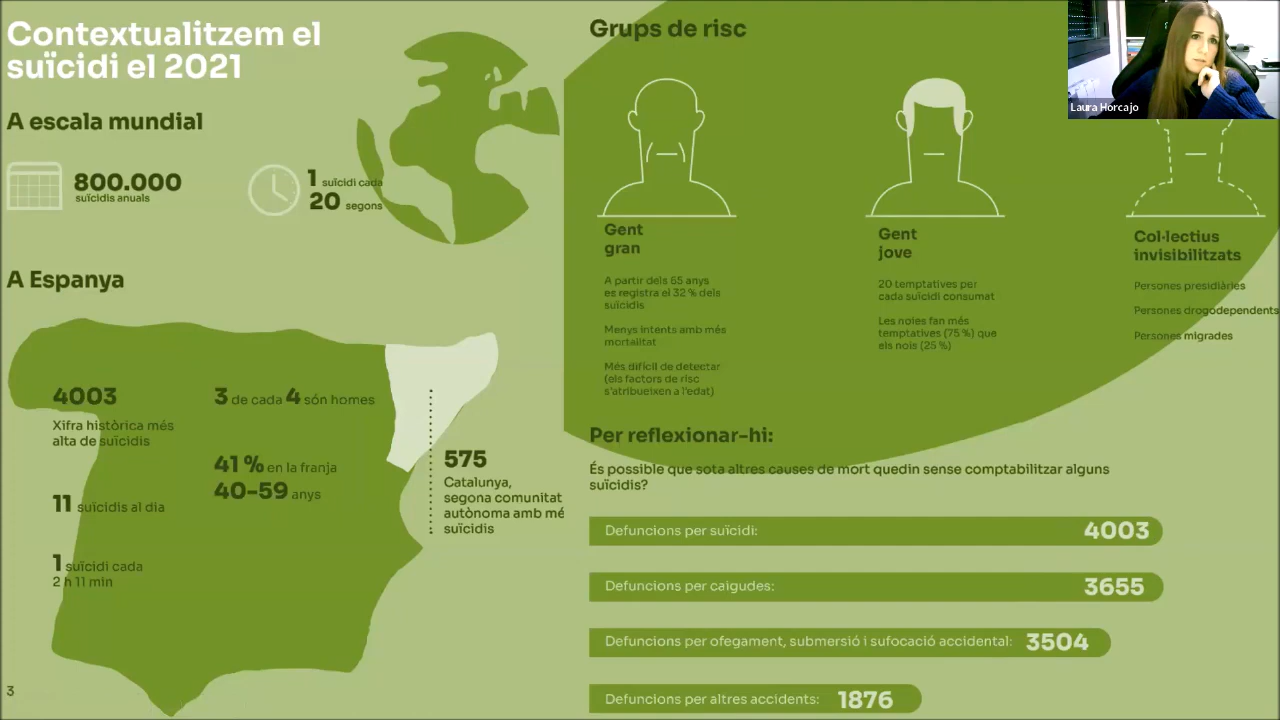 Contextualitzem el
suïcidi el 2021
A escala mundial
800.000
suïcidis anuals
1 suïcidi cada
20 segons
A Espanya
4003
Xifra històrica més
alta de suïcidis
11 suïcidis al dia
1 suïcidi cada
2 h 11 min
3 de cada 4 són homes
41 % en la franja
40-59 anys
575
Catalunya,
segona comunitat
autònoma amb mé
suïcidis
3
Grups de risc
Gent
gran
A partir dels 65 anys
es registra el 32 % dels
suïcidis
Menys intents amb més
mortalitat
Més difícil de detectar
(els factors de risc
s'atribueixen a l'edat)
Gent
jove
20 temptatives per
cada suïcidi consumat
Les noies fan més
temptatives (75 %) que
els nois (25 %)
Laura Horcajo
Col·lectius
invisibilitzats
Persones presidiàries
Persones drogodependents
Persones migrades
Per reflexionar-hi:
És possible que sota altres causes de mort quedin sense comptabilitzar alguns
suïcidis?
Defuncions per suïcidi: 4003
Defuncions per caigudes: 3655
Defuncions per ofegament, submersió i sufocació accidental: 3504
Defuncions per altres accidents: 1876